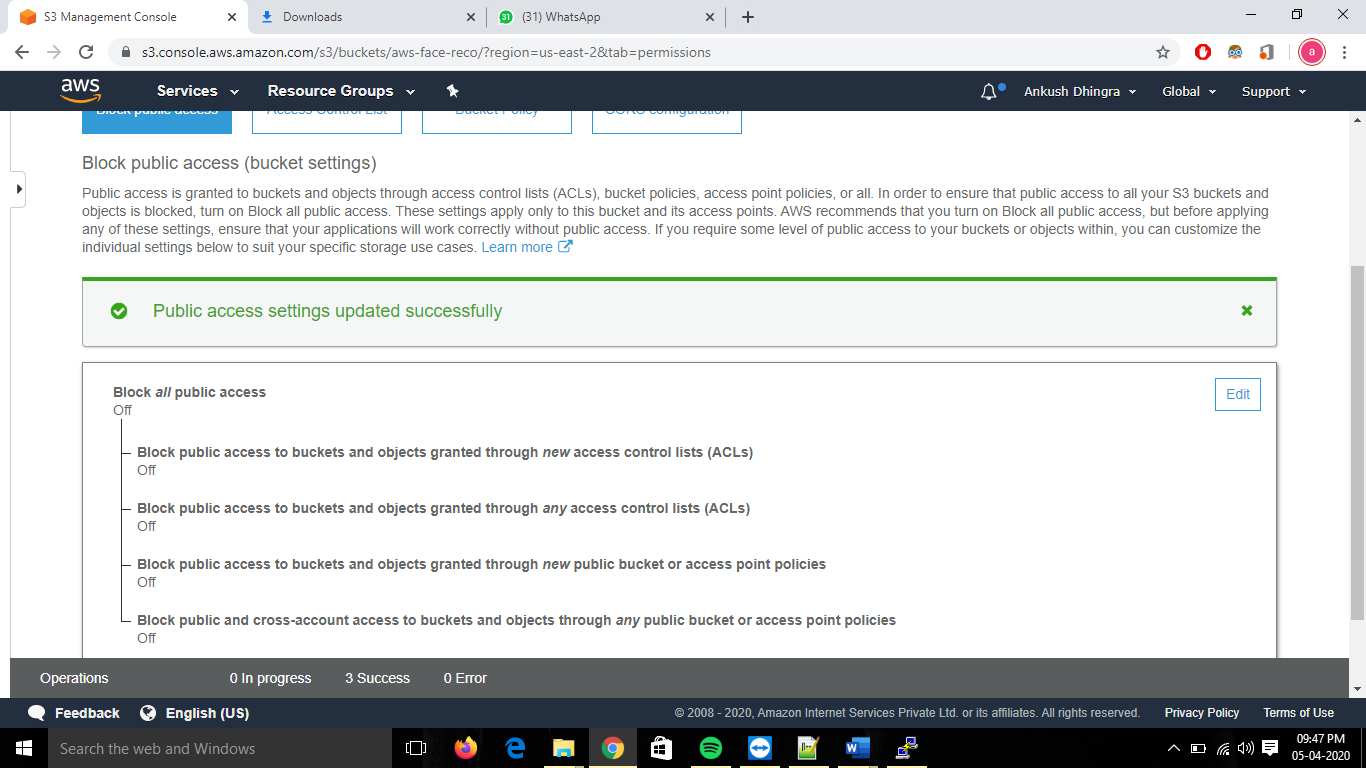 S3 Management Console
Downloads
(31) WhatsApp
s3.console.aws.amazon.com/s3/buckets/aws-face-reco/?region=us-east-2&tab=permissions
a
aws
Services
Resource Groups
Ankush Dhingra
Global
Support
Block public access
Access Control List
Bucket Policy
CORS configuration
Block public access (bucket settings)
Public access is granted to buckets and objects through access control lists (ACLs), bucket policies, access point policies, or all. In order to ensure that public access to all your S3 buckets and
objects is blocked, turn on Block all public access. These settings apply only to this bucket and its access points. AWS recommends that you turn on Block all public access, but before applying
any of these settings, ensure that your applications will work correctly without public access. If you require some level of public access to your buckets or objects within, you can customize the
individual settings below to suit your specific storage use cases. Learn more
Public access settings updated successfully
Block all public access
Off
Edit
Block public access to buckets and objects granted through new access control lists (ACLs)
Off
Block public access to buckets and objects granted through any access control lists (ACLs)
Off
Block public access to buckets and objects granted through new public bucket or access point policies
Off
Block public and cross-account access to buckets and objects through any public bucket or access point policies
Off
Operations
0 In progress
3 Success
0 Error
Feedback
English (US)
© 2008 - 2020, Amazon Internet Services Private Ltd. or its affiliates. All rights reserved.
Privacy Policy
Terms of Use
Search the web and Windows
09:47 PM
05-04-2020